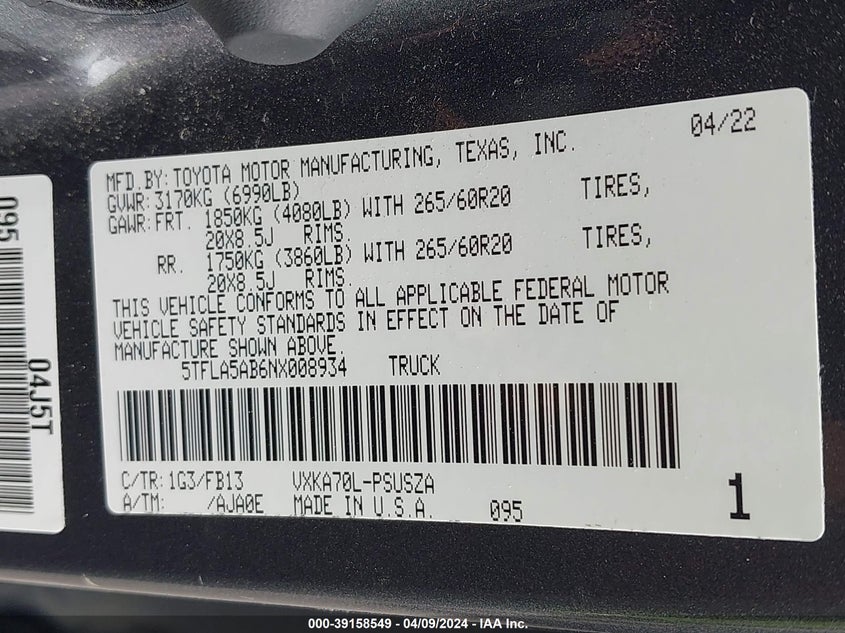 095
04J5T
04/22
MFD.BY: TOYOTA MOTOR MANUFACTURING, TEXAS, INC.
GVWR: 3170KG (6990LB)
GAWR: FRT. 1850KG (4080LB) WITH 265/60R20 TIRES,
20X8.5J RIMS,
RR. 1750KG (3860LB) WITH 265/60R20 TIRES,
20X8.5J RIMS.
THIS VEHICLE CONFORMS TO ALL APPLICABLE FEDERAL MOTOR
VEHICLE SAFETY STANDARDS IN EFFECT ON THE DATE OF
MANUFACTURE SHOWN ABOVE.
5TFLA5AB6NX008934 TRUCK
C/TR: 1G3/FB13 VXKA70L-PSUSZA
A/TM: /AJA0E MADE IN U.S.A. 095
1
000-39158549 - 04/09/2024 - IAA Inc.